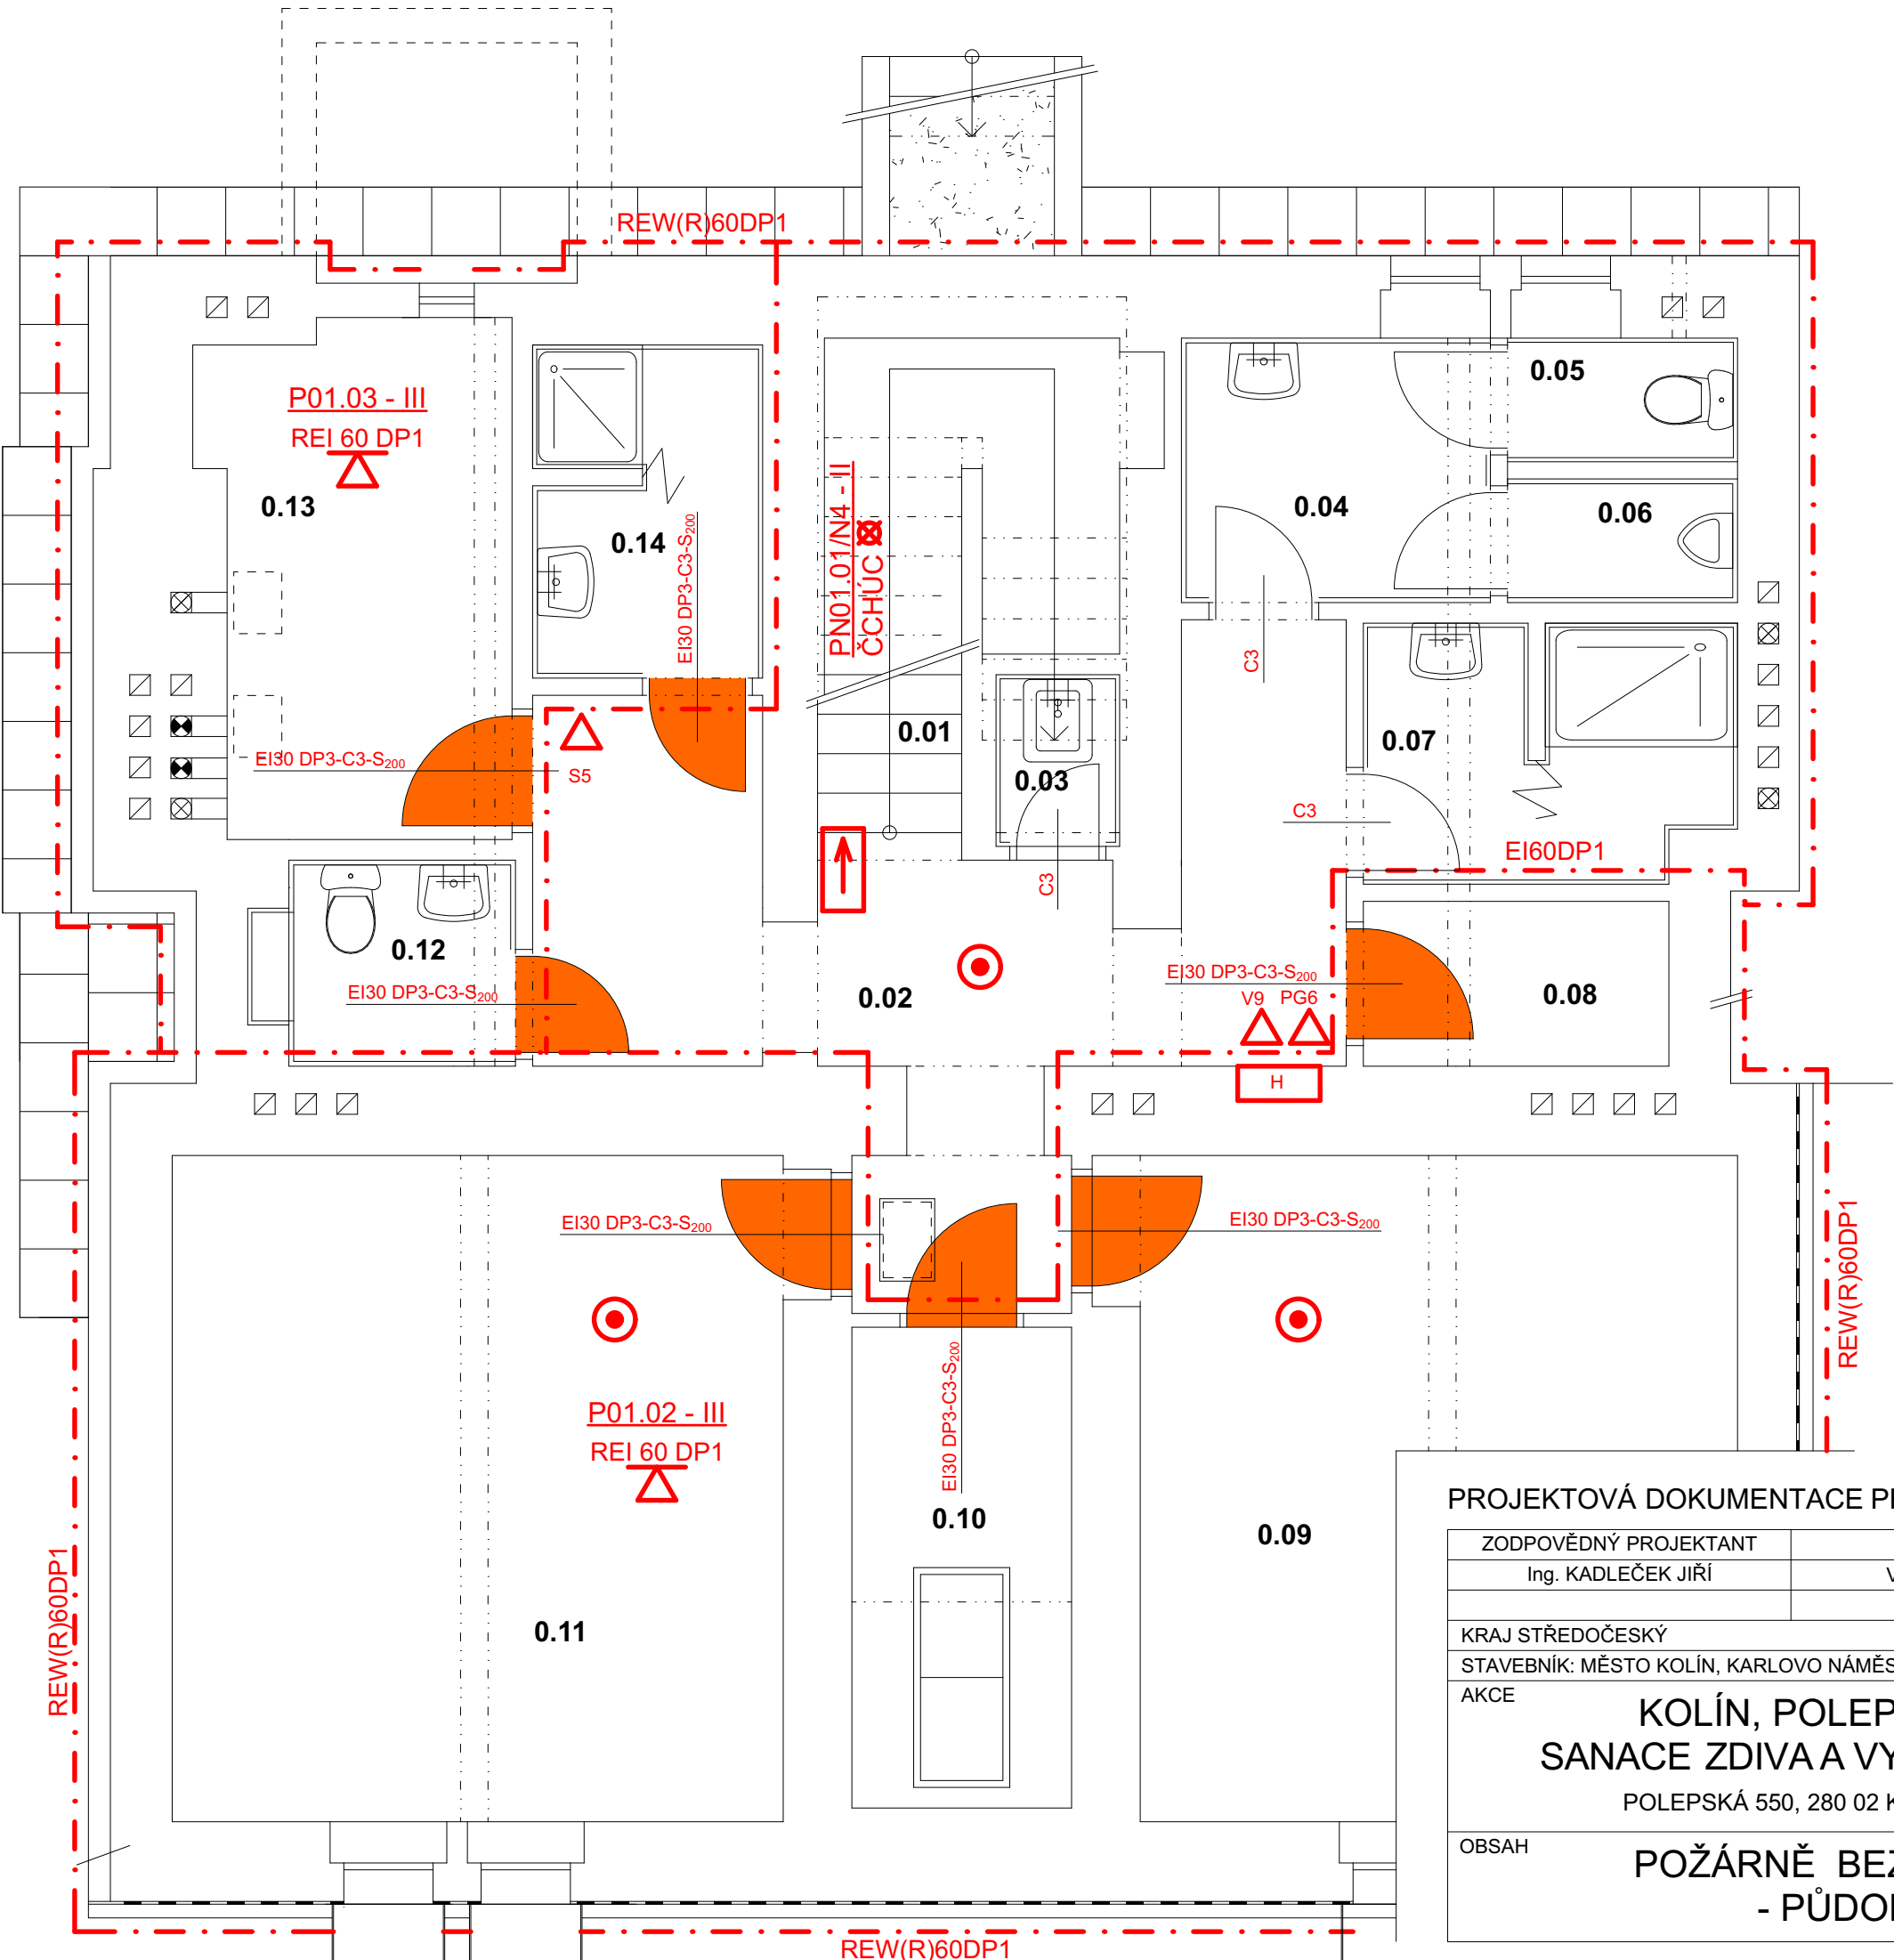 REW(R)60DP1
P01.03 - III
REI 60 DP1
0.13
0.14
EI30 DP3-C3-S200
PN01.01/N4 - II
ČCHÚC
0.04
0.05
0.06
C3
0.01
0.03
0.07
EI30 DP3-C3-S200
S5
C3
C3
EI60DP1
0.12
EI30 DP3-C3-S200
0.02
EI30 DP3-C3-S200
V9
PG6
0.08
H
EI30 DP3-C3-S200
EI30 DP3-C3-S200
REW(R)60DP1
EI30 DP3-C3-S200
P01.02 - III
REI 60 DP1
0.10
0.09
0.11
REW(R)60DP1
REW(R)60DP1
PROJEKTOVÁ DOKUMENTACE
ZODPOVĚDNÝ PROJEKTANT
Ing. KADLEČEK JIŘÍ
KRAJ STŘEDOČESKÝ
STAVEBNÍK: MĚSTO KOLÍN, KARLOVO
AKCE
KOLÍN,
SANACE ZDIVA A
POLEPSKÁ 550, 280 02
OBSAH
POŽÁRNĚ
-